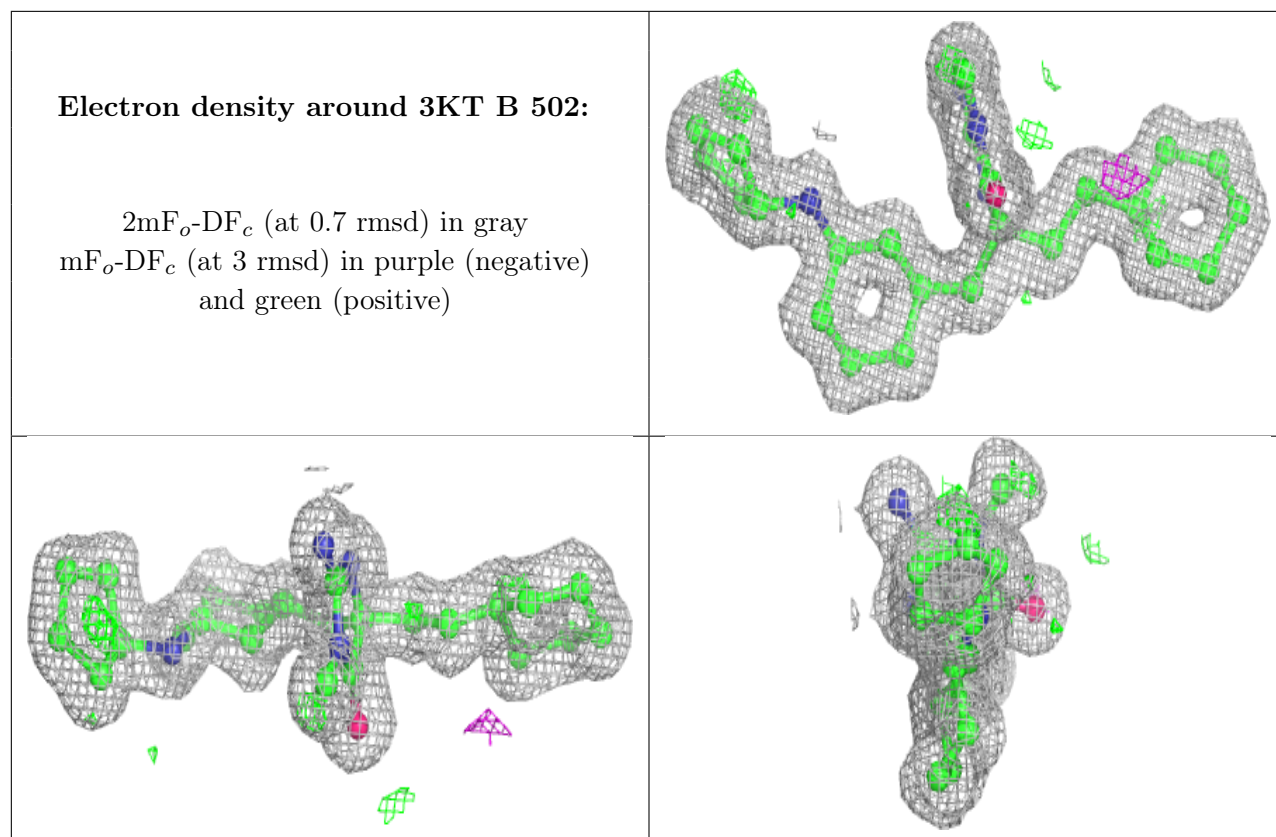 Electron density around 3KT B 502:
2mFₒ-DF𝒸 (at 0.7 rmsd) in gray
mFₒ-DF𝒸 (at 3 rmsd) in purple (negative)
and green (positive)